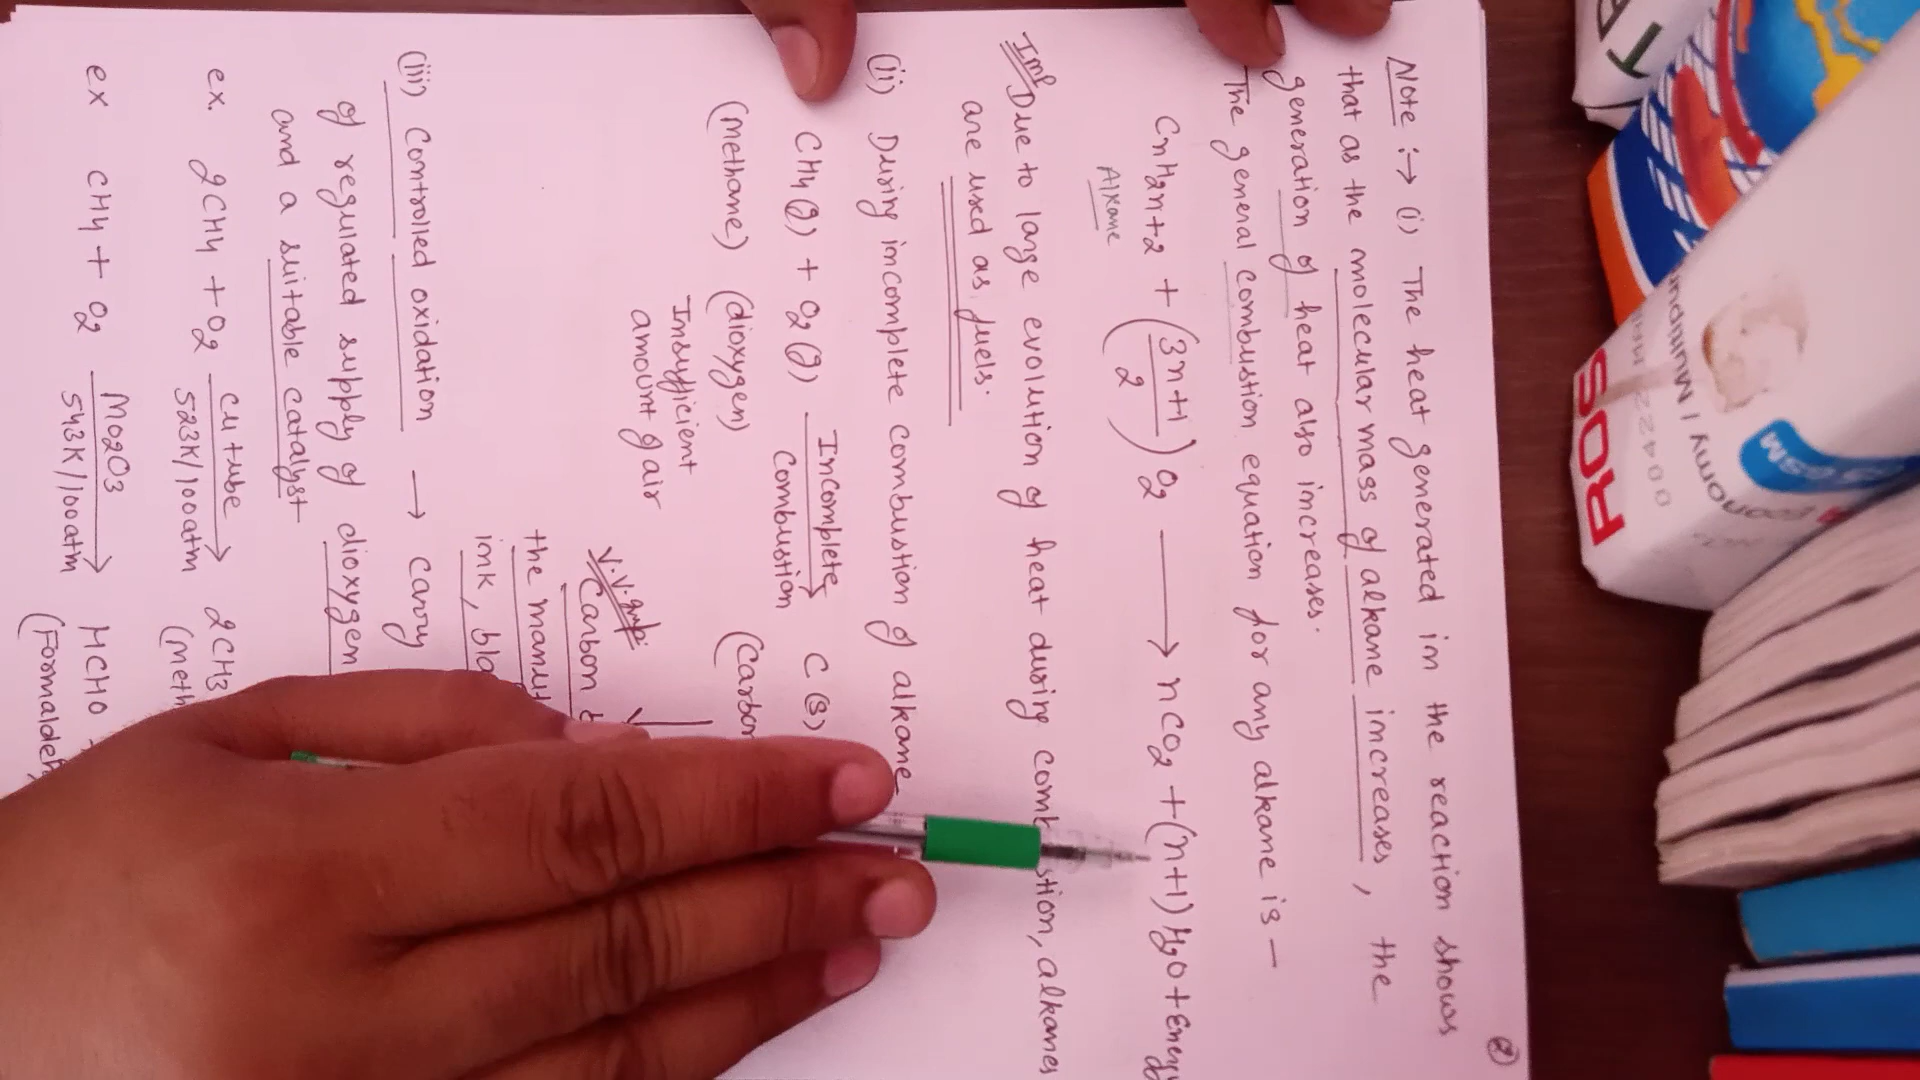 ②
Note :→ (i) The heat generated in the reaction shows
that as the molecular mass of alkane increases, the
generation of heat also increases.
The general combustion equation for any alkane is –
CnH2n+2 + (3n+1/2) O2 ⟶ nCO2 + (n+1) H2O + Energy
Alkane
Imp Due to large evolution of heat during combustion, alkanes
are used as fuels.
(ii) During incomplete combustion of alkane
CH4(g) + O2(g) Incomplete Combustion → C(s)
(Methane) (dioxygen) (Carbon
Insufficient
amount of air
V.V.Imp.
Carbon
the manu
ink,
(iii) Controlled oxidation → carry
of regulated supply of dioxygen
and a suitable catalyst
ex. 2CH4 + O2 Cu tube 523K/100atm → 2CH3
(meth
ex CH4 + O2 Mo2O3 543K/100atm → HCHO
(Formaldeh
ROS
00422
GSM